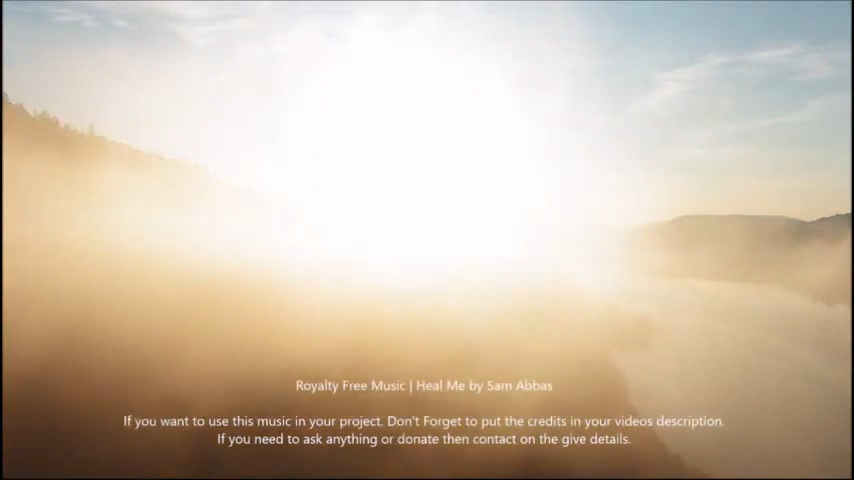 Royalty Free Music | Heal Me by Sam Abbas
If you want to use this music in your project. Don't Forget to put the credits in your videos description.
If you need to ask anything or donate then contact on the give details.